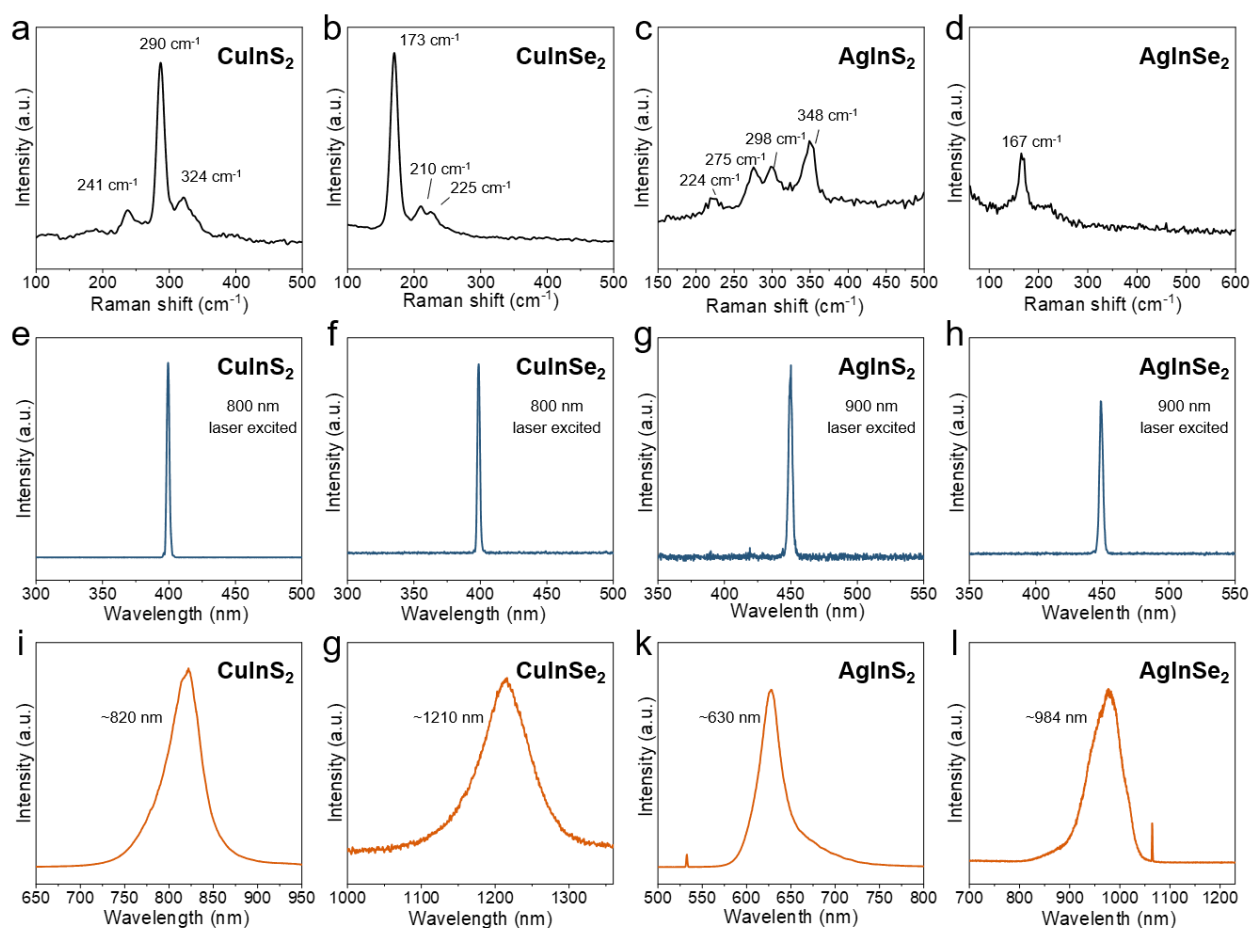 a
CuInS₂
290 cm⁻¹
241 cm⁻¹
324 cm⁻¹
Intensity (a.u.)
100 200 300 400 500
Raman shift (cm⁻¹)
b
CuInSe₂
173 cm⁻¹
210 cm⁻¹
225 cm⁻¹
Intensity (a.u.)
100 200 300 400 500
Raman shift (cm⁻¹)
c
AgInS₂
348 cm⁻¹
298 cm⁻¹
275 cm⁻¹
224 cm⁻¹
Intensity (a.u.)
150 200 250 300 350 400 450 500
Raman shift (cm⁻¹)
d
AgInSe₂
167 cm⁻¹
Intensity (a.u.)
100 200 300 400 500 600
Raman shift (cm⁻¹)
e
CuInS₂
800 nm
laser excited
Intensity (a.u.)
300 350 400 450 500
Wavelength (nm)
f
CuInSe₂
800 nm
laser excited
Intensity (a.u.)
300 350 400 450 500
Wavelength (nm)
g
AgInS₂
900 nm
laser excited
Intensity (a.u.)
350 400 450 500 550
Wavelenth (nm)
h
AgInSe₂
900 nm
laser excited
Intensity (a.u.)
350 400 450 500 550
Wavelenth (nm)
i
CuInS₂
~820 nm
Intensity (a.u.)
650 700 750 800 850 900 950
Wavelength (nm)
g
CuInSe₂
~1210 nm
Intensity (a.u.)
1000 1100 1200 1300
Wavelength (nm)
k
AgInS₂
~630 nm
Intensity (a.u.)
500 550 600 650 700 750 800
Wavelength (nm)
l
AgInSe₂
~984 nm
Intensity (a.u.)
700 800 900 1000 1100 1200
Wavelength (nm)